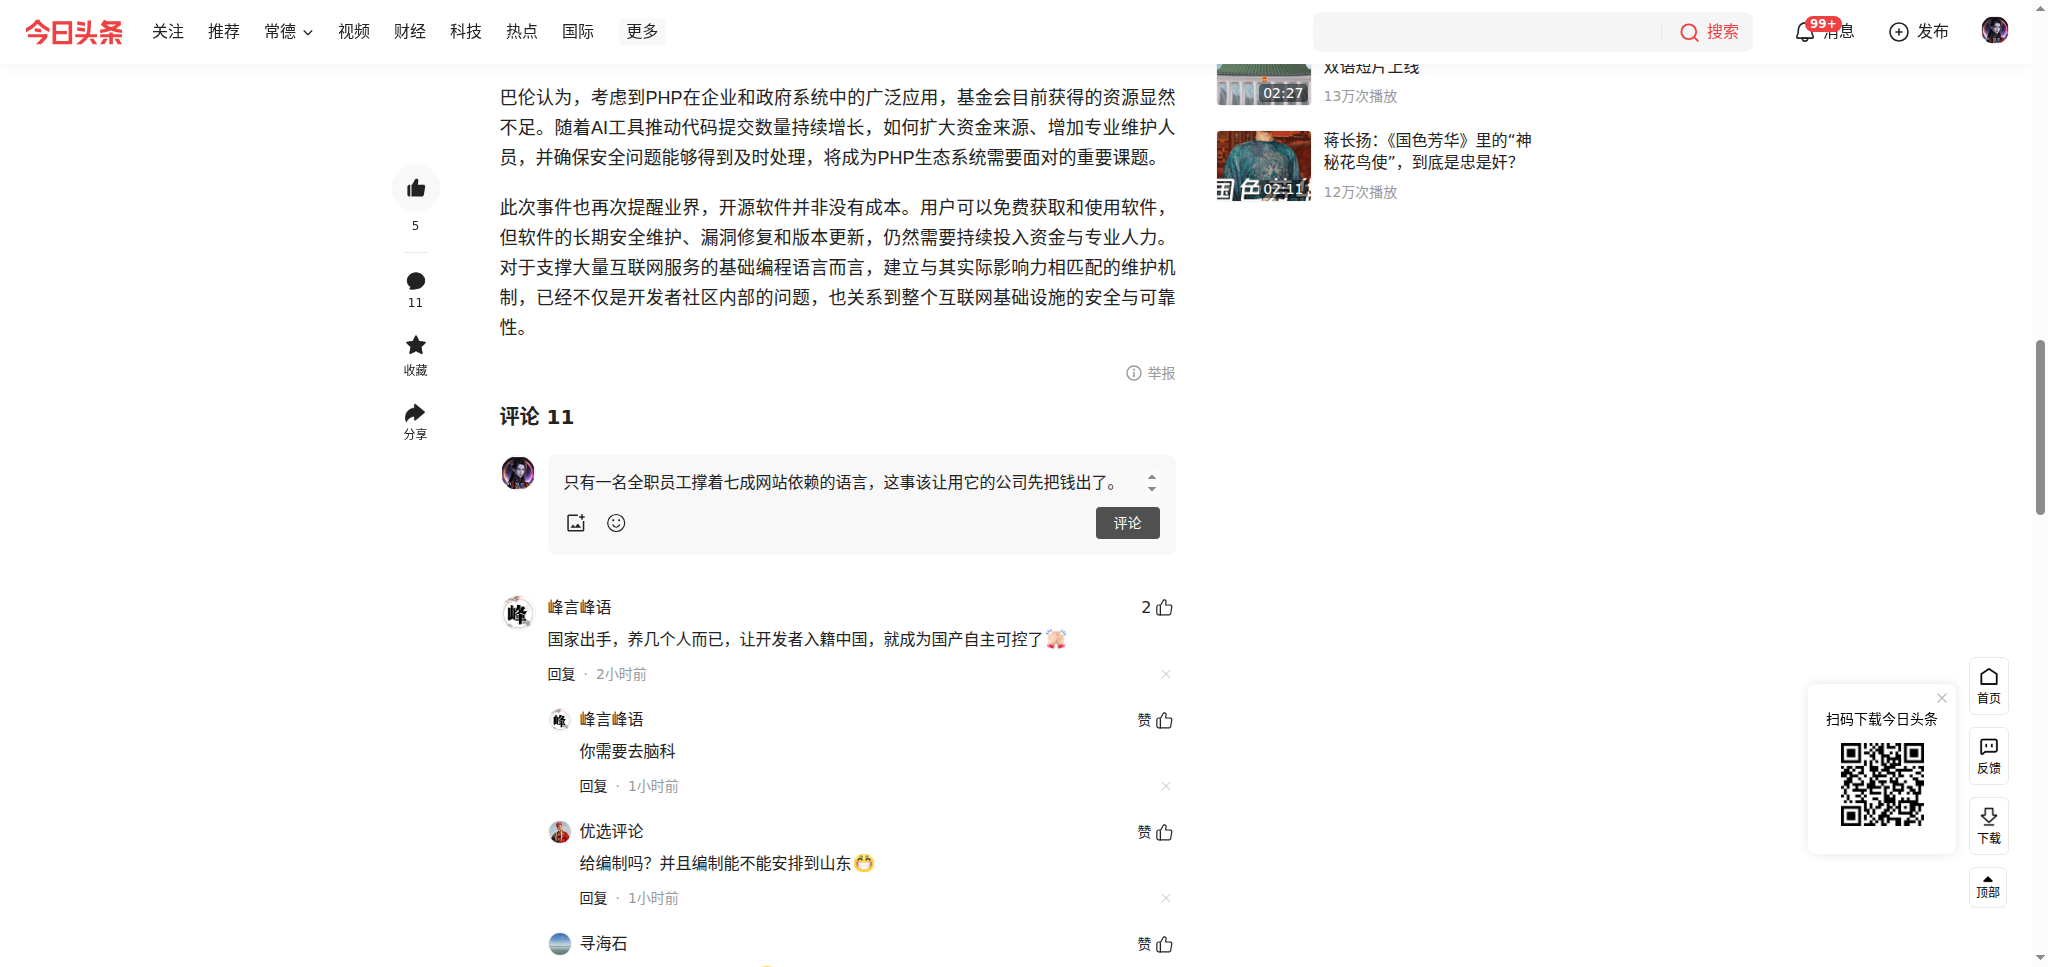 今日头条 关注 推荐 常德 视频 财经 科技 热点 国际 更多 搜索 99+ 消息 发布
巴伦认为，考虑到PHP在企业和政府系统中的广泛应用，基金会目前获得的资源显然
不足。随着AI工具推动代码提交数量持续增长，如何扩大资金来源、增加专业维护人
员，并确保安全问题能够得到及时处理，将成为PHP生态系统需要面对的重要课题。
此次事件也再次提醒业界，开源软件并非没有成本。用户可以免费获取和使用软件，
但软件的长期安全维护、漏洞修复和版本更新，仍然需要持续投入资金与专业人力。
对于支撑大量互联网服务的基础编程语言而言，建立与其实际影响力相匹配的维护机
制，已经不仅是开发者社区内部的问题，也关系到整个互联网基础设施的安全与可靠
性。
举报
5
11
收藏
分享
评论 11
只有一名全职员工撑着七成网站依赖的语言，这事该让用它的公司先把钱出了。
评论
峰
峰言峰语
2
国家出手，养几个人而已，让开发者入籍中国，就成为国产自主可控了
回复 · 2小时前
峰
峰言峰语
赞
你需要去脑科
回复 · 1小时前
优选评论
赞
给编制吗？并且编制能不能安排到山东
回复 · 1小时前
寻海石
赞
双语短片上线
02:27
13万次播放
蒋长扬：《国色芳华》里的“神
秘花鸟使”，到底是忠是奸？
国色芳华
02:11
12万次播放
扫码下载今日头条
首页
反馈
下载
顶部